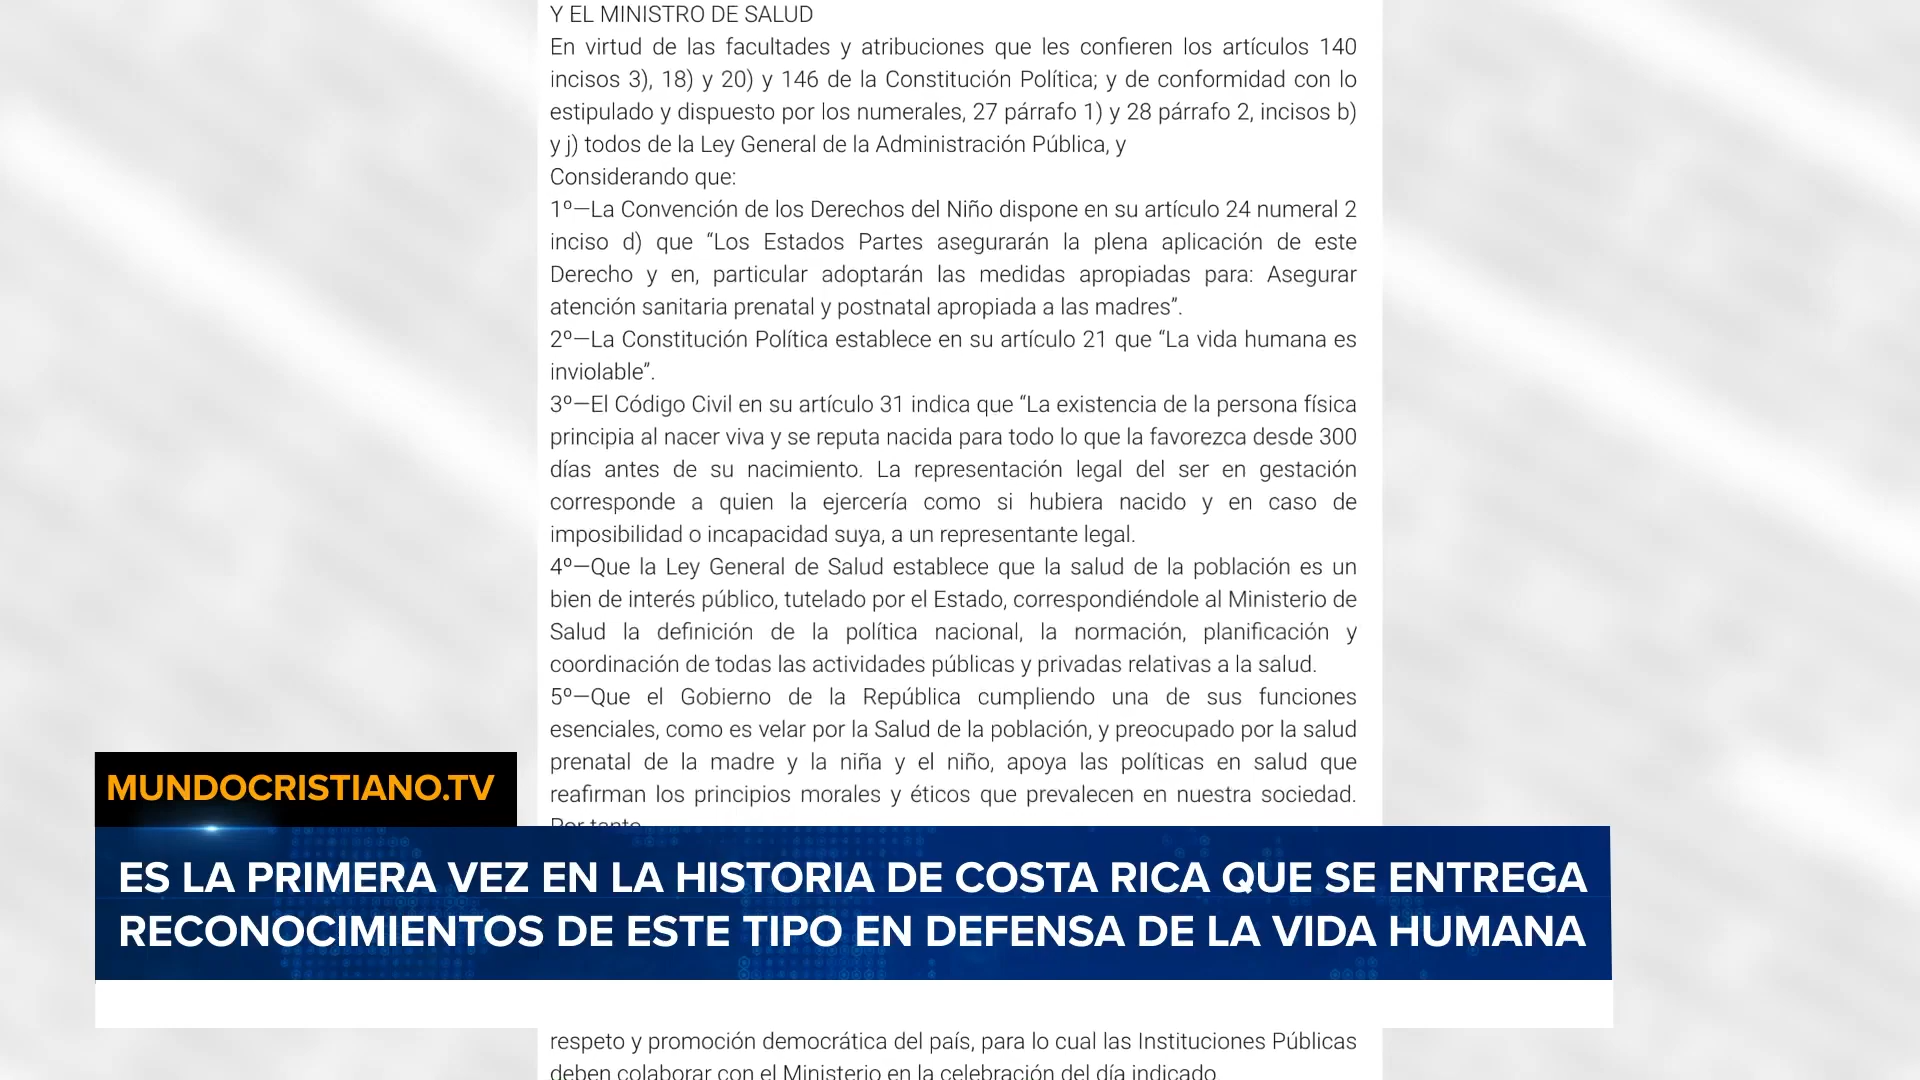 Y EL MINISTRO DE SALUD
En virtud de las facultades y atribuciones que les confieren los artículos 140
incisos 3), 18) y 20) y 146 de la Constitución Política; y de conformidad con lo
estipulado y dispuesto por los numerales, 27 párrafo 1) y 28 párrafo 2, incisos b)
y j) todos de la Ley General de la Administración Pública, y
Considerando que:
1º—La Convención de los Derechos del Niño dispone en su artículo 24 numeral 2
inciso d) que “Los Estados Partes asegurarán la plena aplicación de este
Derecho y en, particular adoptarán las medidas apropiadas para: Asegurar
atención sanitaria prenatal y postnatal apropiada a las madres”.
2º—La Constitución Política establece en su artículo 21 que “La vida humana es
inviolable”.
3º—El Código Civil en su artículo 31 indica que “La existencia de la persona física
principia al nacer viva y se reputa nacida para todo lo que la favorezca desde 300
días antes de su nacimiento. La representación legal del ser en gestación
corresponde a quien la ejercería como si hubiera nacido y en caso de
imposibilidad o incapacidad suya, a un representante legal.
4º—Que la Ley General de Salud establece que la salud de la población es un
bien de interés público, tutelado por el Estado, correspondiéndole al Ministerio de
Salud la definición de la política nacional, la normación, planificación y
coordinación de todas las actividades públicas y privadas relativas a la salud.
5º—Que el Gobierno de la República cumpliendo una de sus funciones
esenciales, como es velar por la Salud de la población, y preocupado por la salud
prenatal de la madre y la niña y el niño, apoya las políticas en salud que
reafirman los principios morales y éticos que prevalecen en nuestra sociedad.
Por tanto
MUNDOCRISTIANO.TV
ES LA PRIMERA VEZ EN LA HISTORIA DE COSTA RICA QUE SE ENTREGA
RECONOCIMIENTOS DE ESTE TIPO EN DEFENSA DE LA VIDA HUMANA
respeto y promoción democrática del país, para lo cual las Instituciones Públicas
deben colaborar con el Ministerio en la celebración del día indicado.